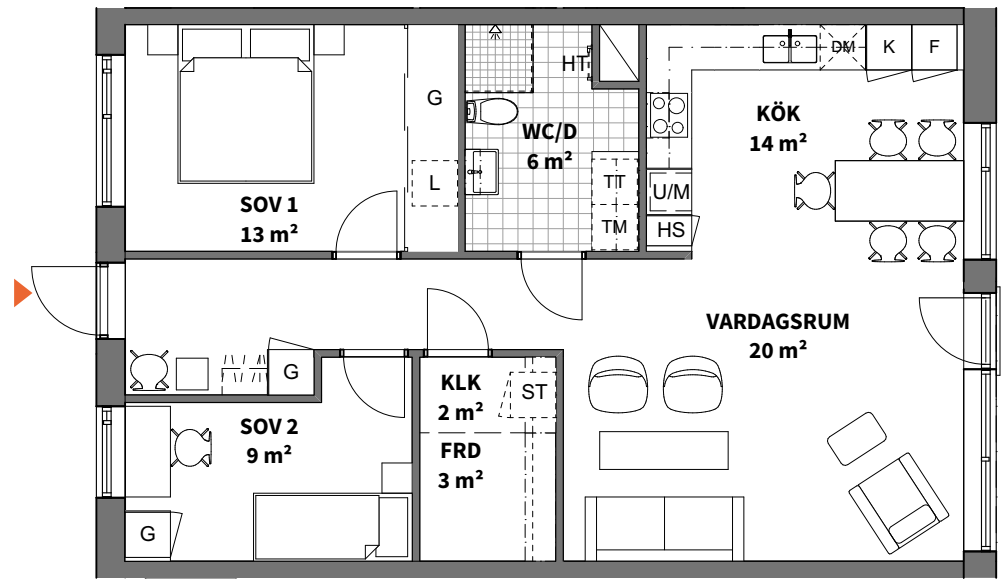 SOV 1
13 m²
G
L
HT
WC/D
6 m²
TT
TM
DM
K
F
KÖK
14 m²
U/M
HS
VARDAGSRUM
20 m²
G
SOV 2
9 m²
G
KLK
2 m²
ST
FRD
3 m²